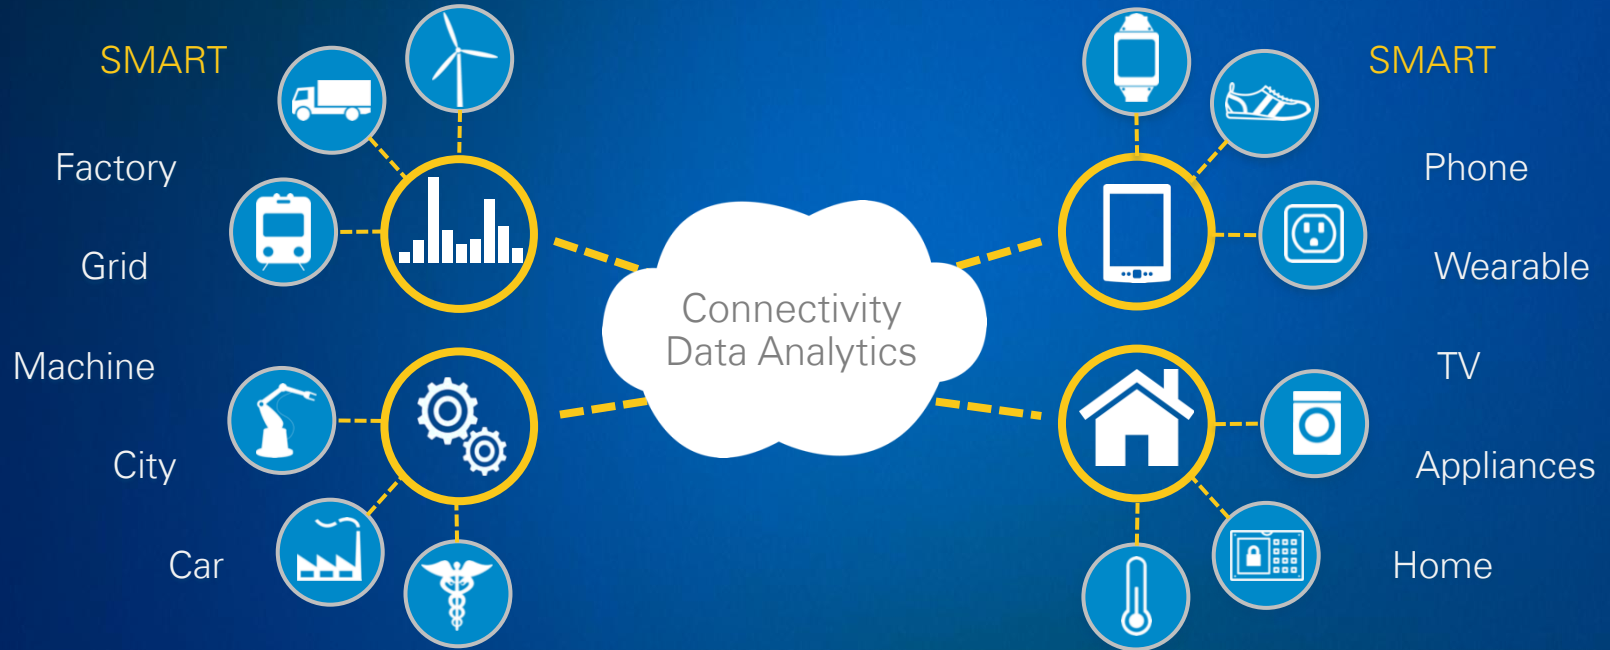 SMART
Factory
Grid
Machine
City
Car
Connectivity
Data Analytics
SMART
Phone
Wearable
TV
Appliances
Home